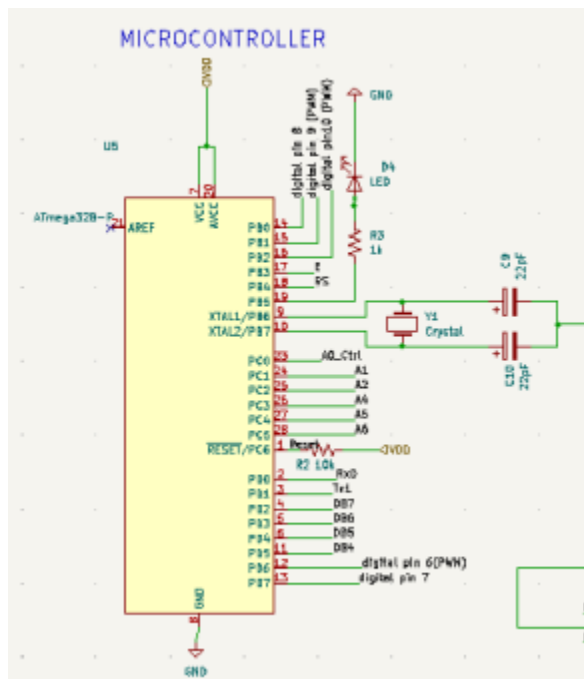 MICROCONTROLLER
VDD
GND
U5
digital pin 8
digital pin 9 (PWM)
digital pin10 (PWM)
D4
LED
7
20
VCC
AVCC
ATmega328-P
21
AREF
R3
1k
PB0 14
PB1 15
PB2 16
PB3 17 E
PB4 18 RS
PB5 19
XTAL1/PB6 9
XTAL2/PB7 10
C9
22pF
Y1
Crystal
C10
22pF
PC0 23 A0_Ctrl
PC1 24 A1
PC2 25 A2
PC3 26 A4
PC4 27 A5
PC5 28 A6
RESET/PC6 1 Reset
R2 10k
VDD
PD0 2 RxD
PD1 3
PD2 4 DB7
PD3 5 DB6
PD4 6 DB5
PD5 11 DB4
PD6 12 digital pin 6(PWM)
PD7 13 digital pin 7
GND
8
GND